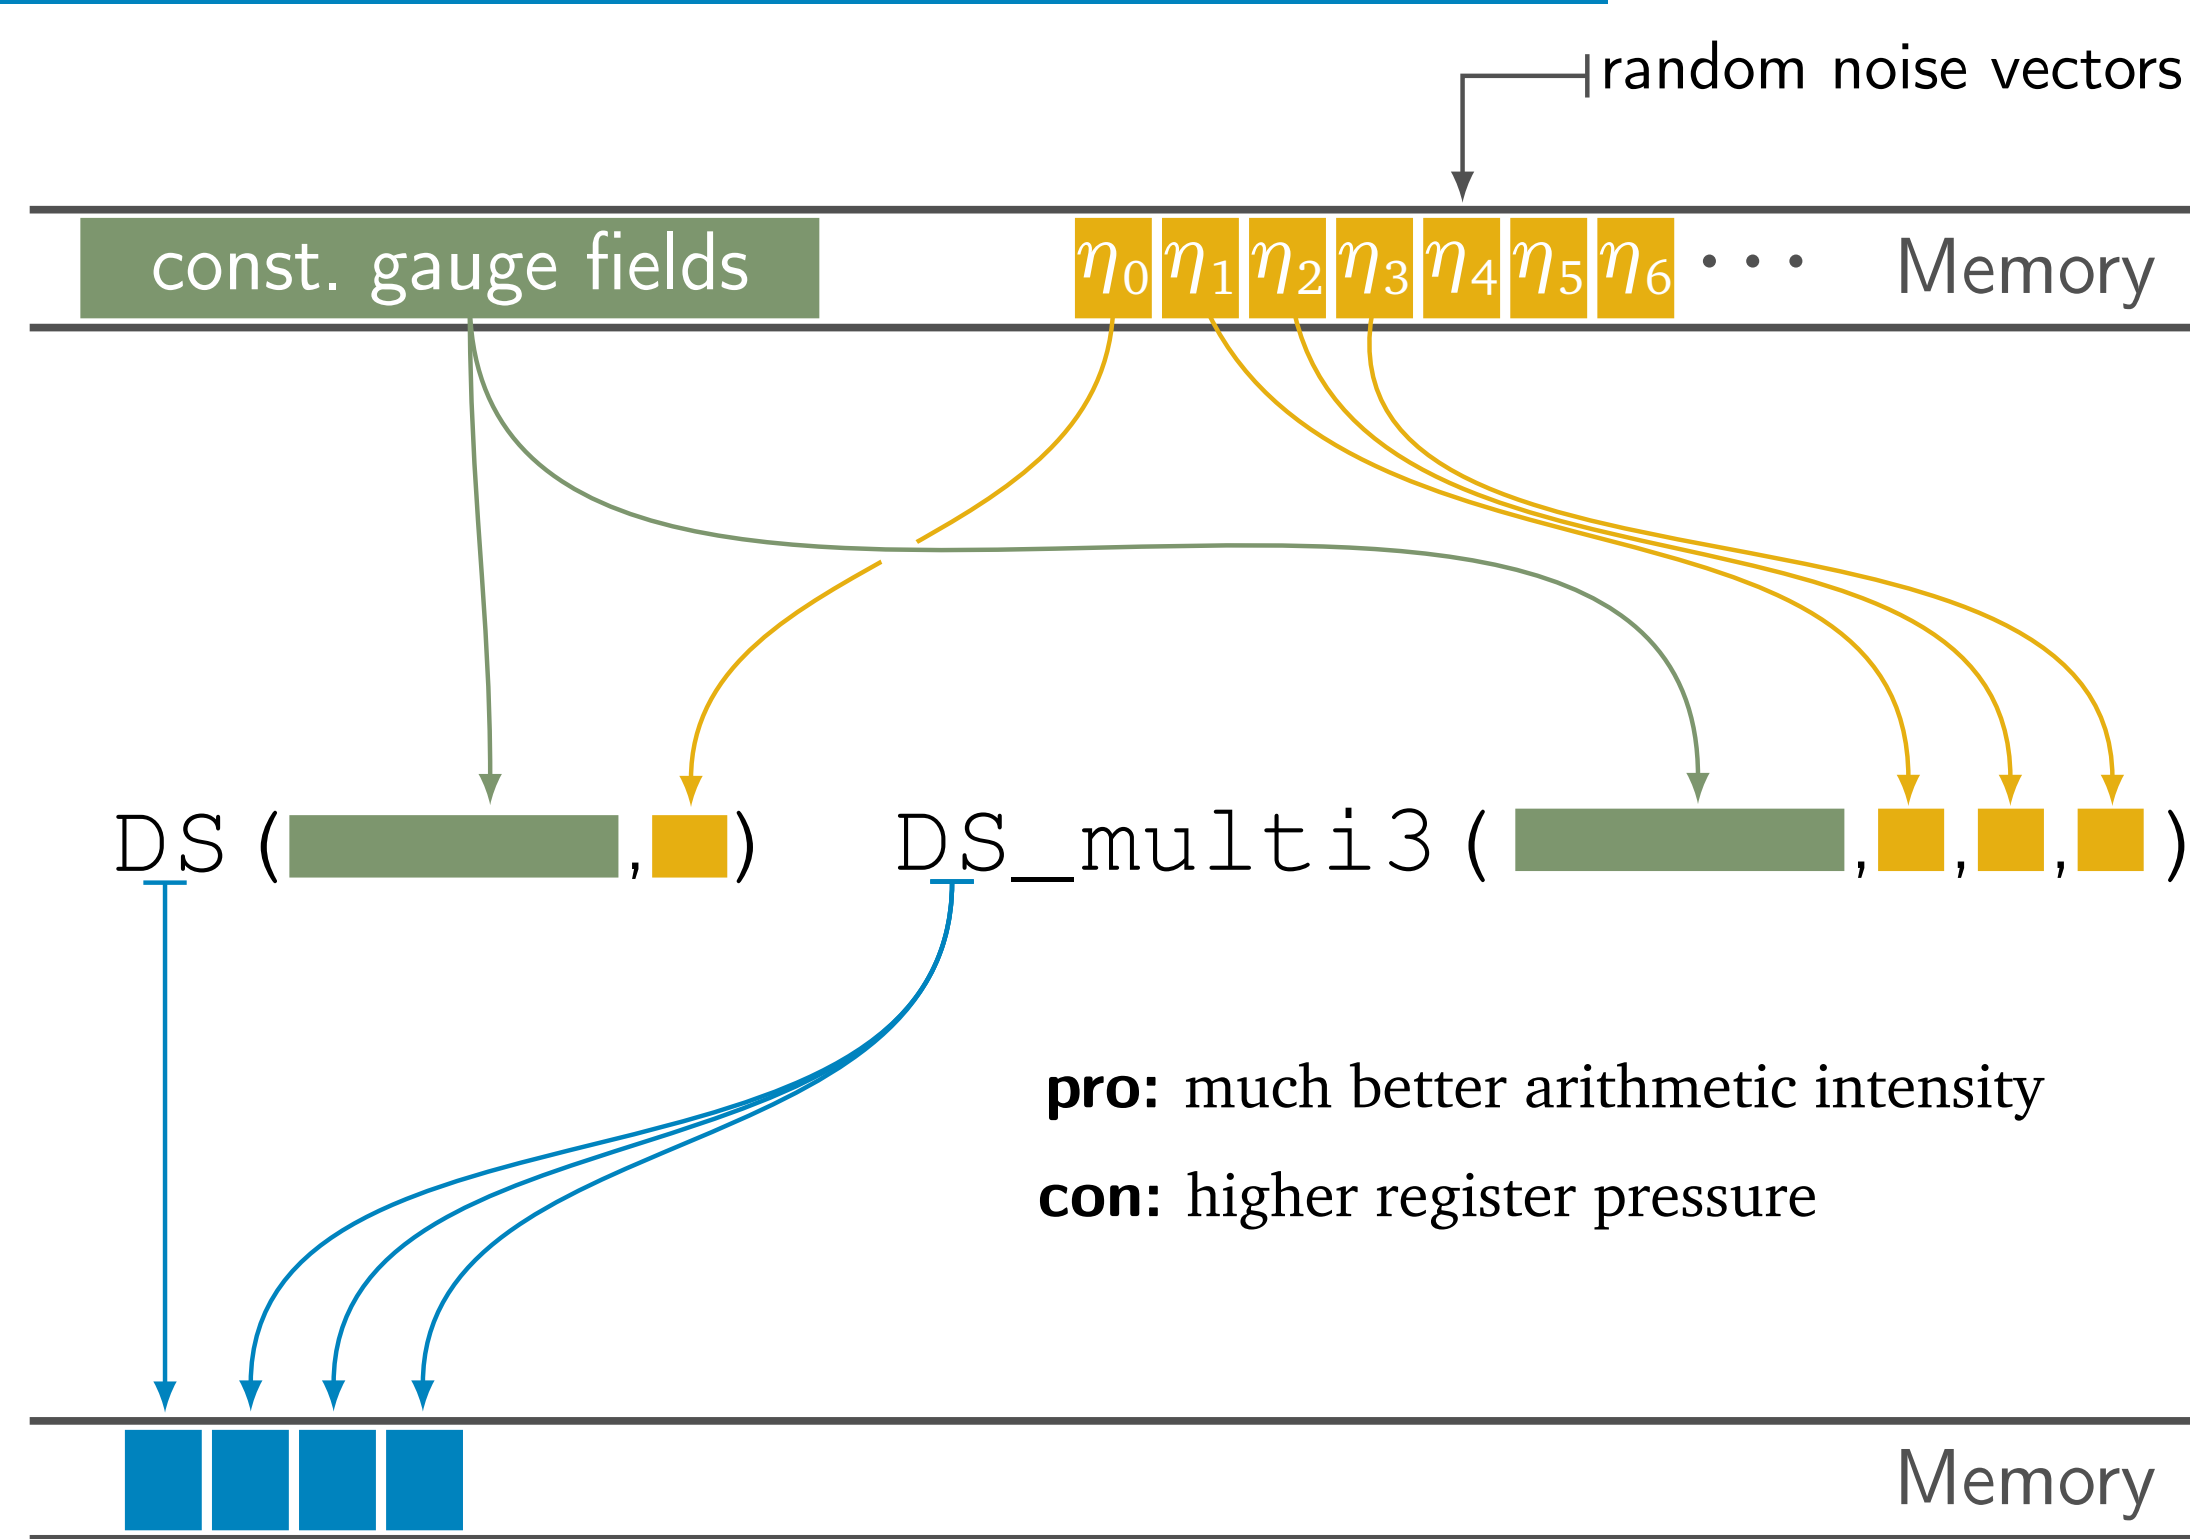 random noise vectors
const. gauge fields η₀ η₁ η₂ η₃ η₄ η₅ η₆ ··· Memory
DS( , ) DS_multi3( , , , )
pro: much better arithmetic intensity
con: higher register pressure
Memory